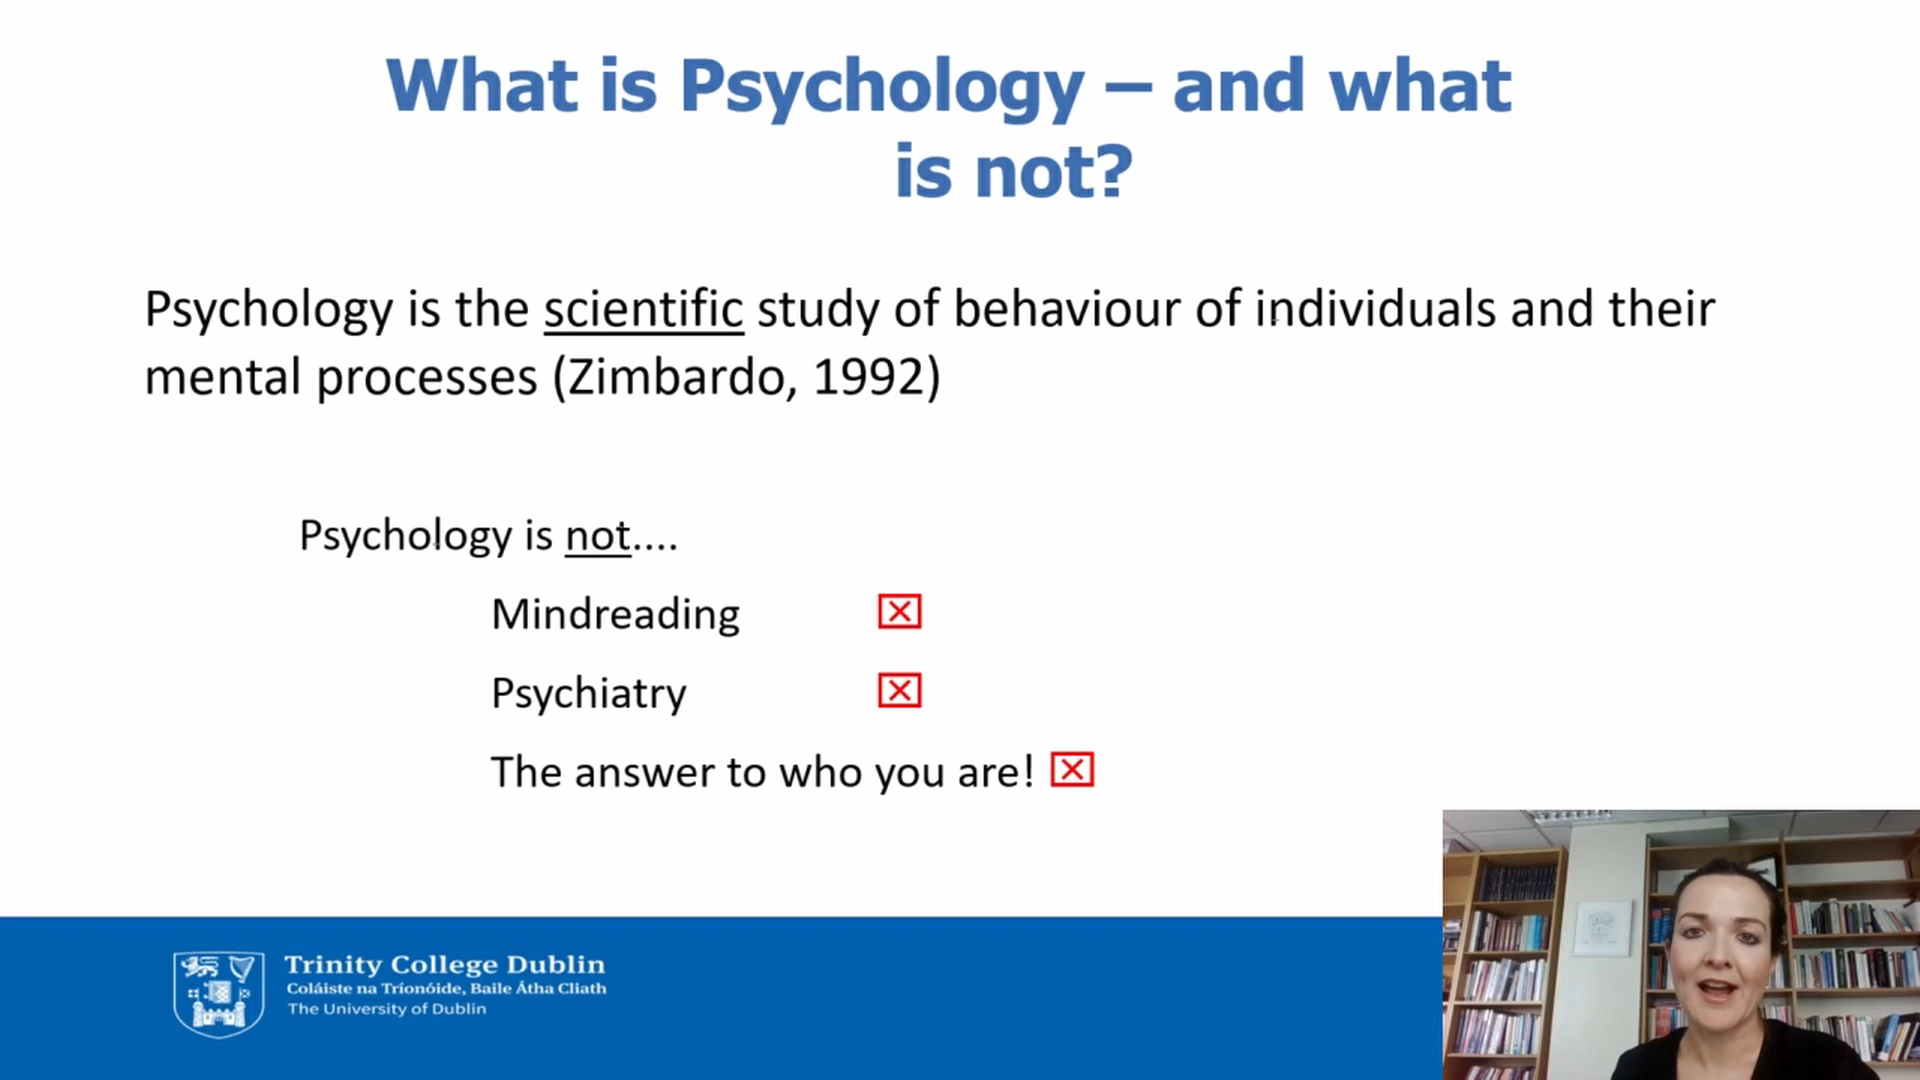 What is Psychology – and what
is not?
Psychology is the scientific study of behaviour of individuals and their
mental processes (Zimbardo, 1992)
Psychology is not....
Mindreading
Psychiatry
The answer to who you are!
Trinity College Dublin
Coláiste na Tríonóide, Baile Átha Cliath
The University of Dublin